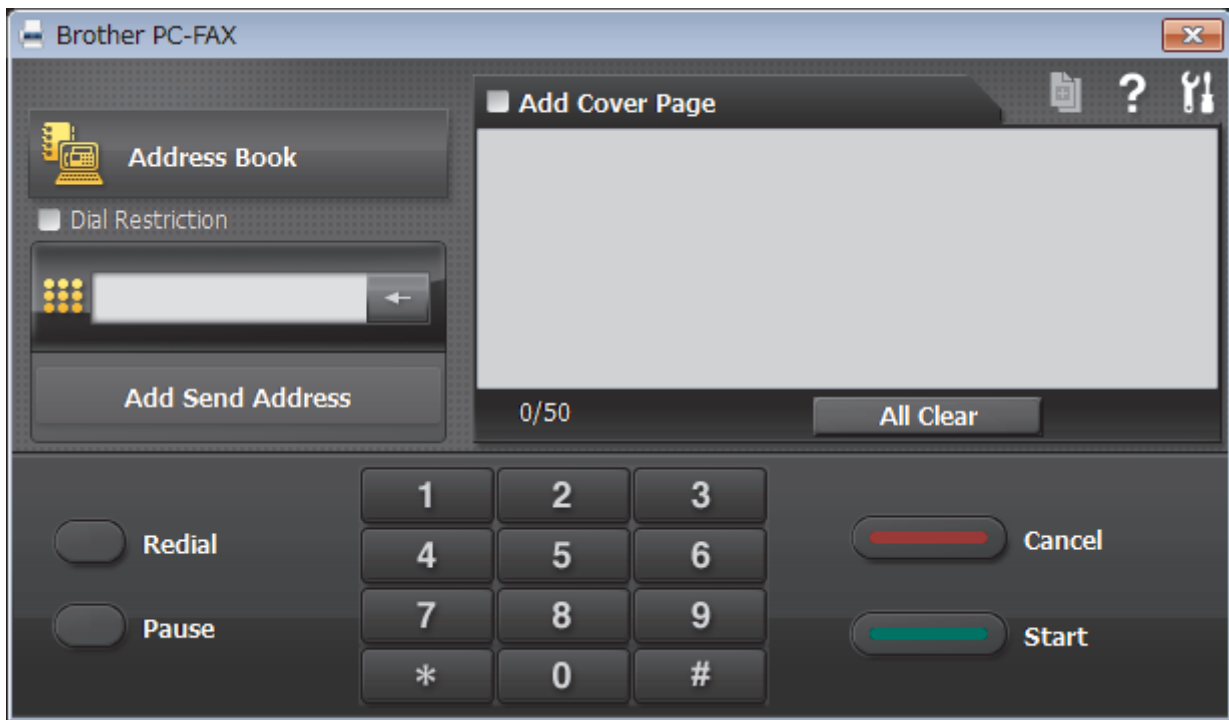 Brother PC-FAX
Add Cover Page
?
Address Book
Dial Restriction
Add Send Address
0/50
All Clear
1 2 3
Redial
4 5 6
Cancel
Pause
7 8 9
Start
* 0 #